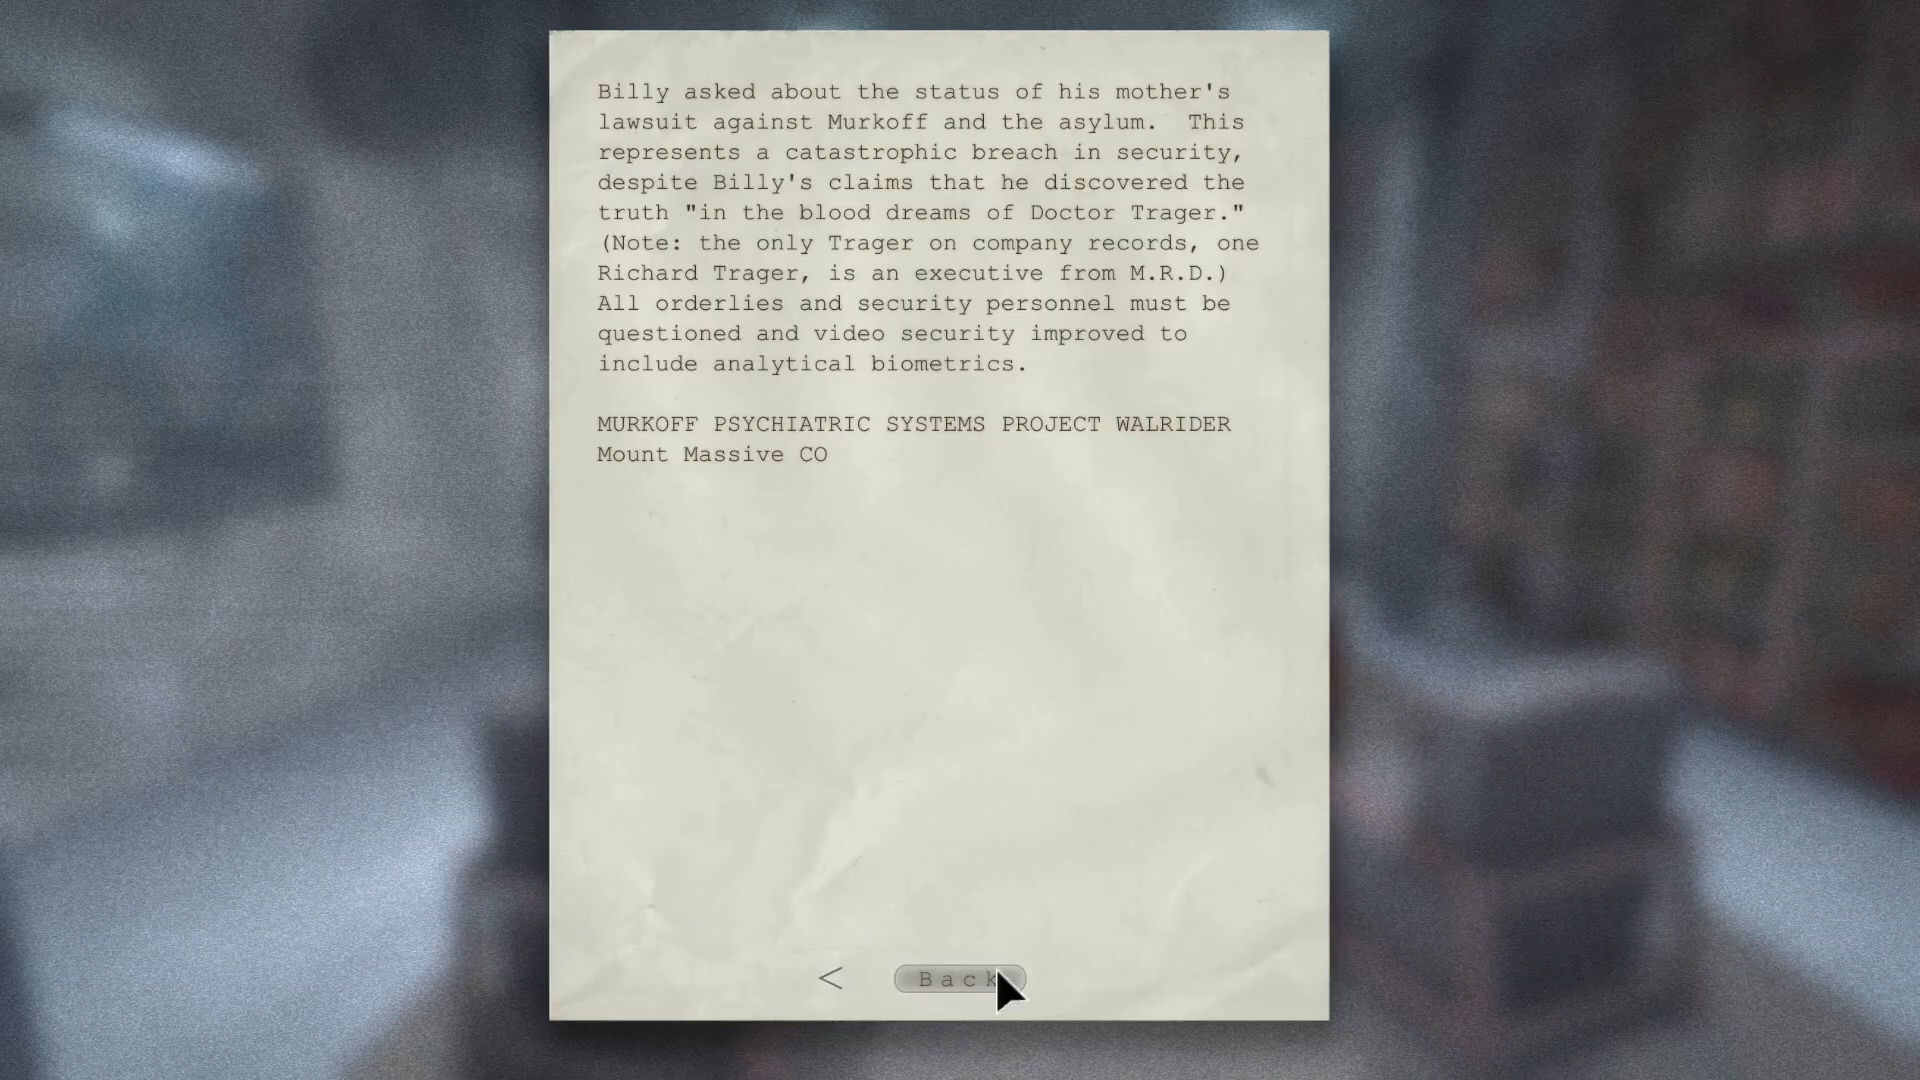 Billy asked about the status of his mother's
lawsuit against Murkoff and the asylum.  This
represents a catastrophic breach in security,
despite Billy's claims that he discovered the
truth "in the blood dreams of Doctor Trager."
(Note: the only Trager on company records, one
Richard Trager, is an executive from M.R.D.)
All orderlies and security personnel must be
questioned and video security improved to
include analytical biometrics.
MURKOFF PSYCHIATRIC SYSTEMS PROJECT WALRIDER
Mount Massive CO
< Back